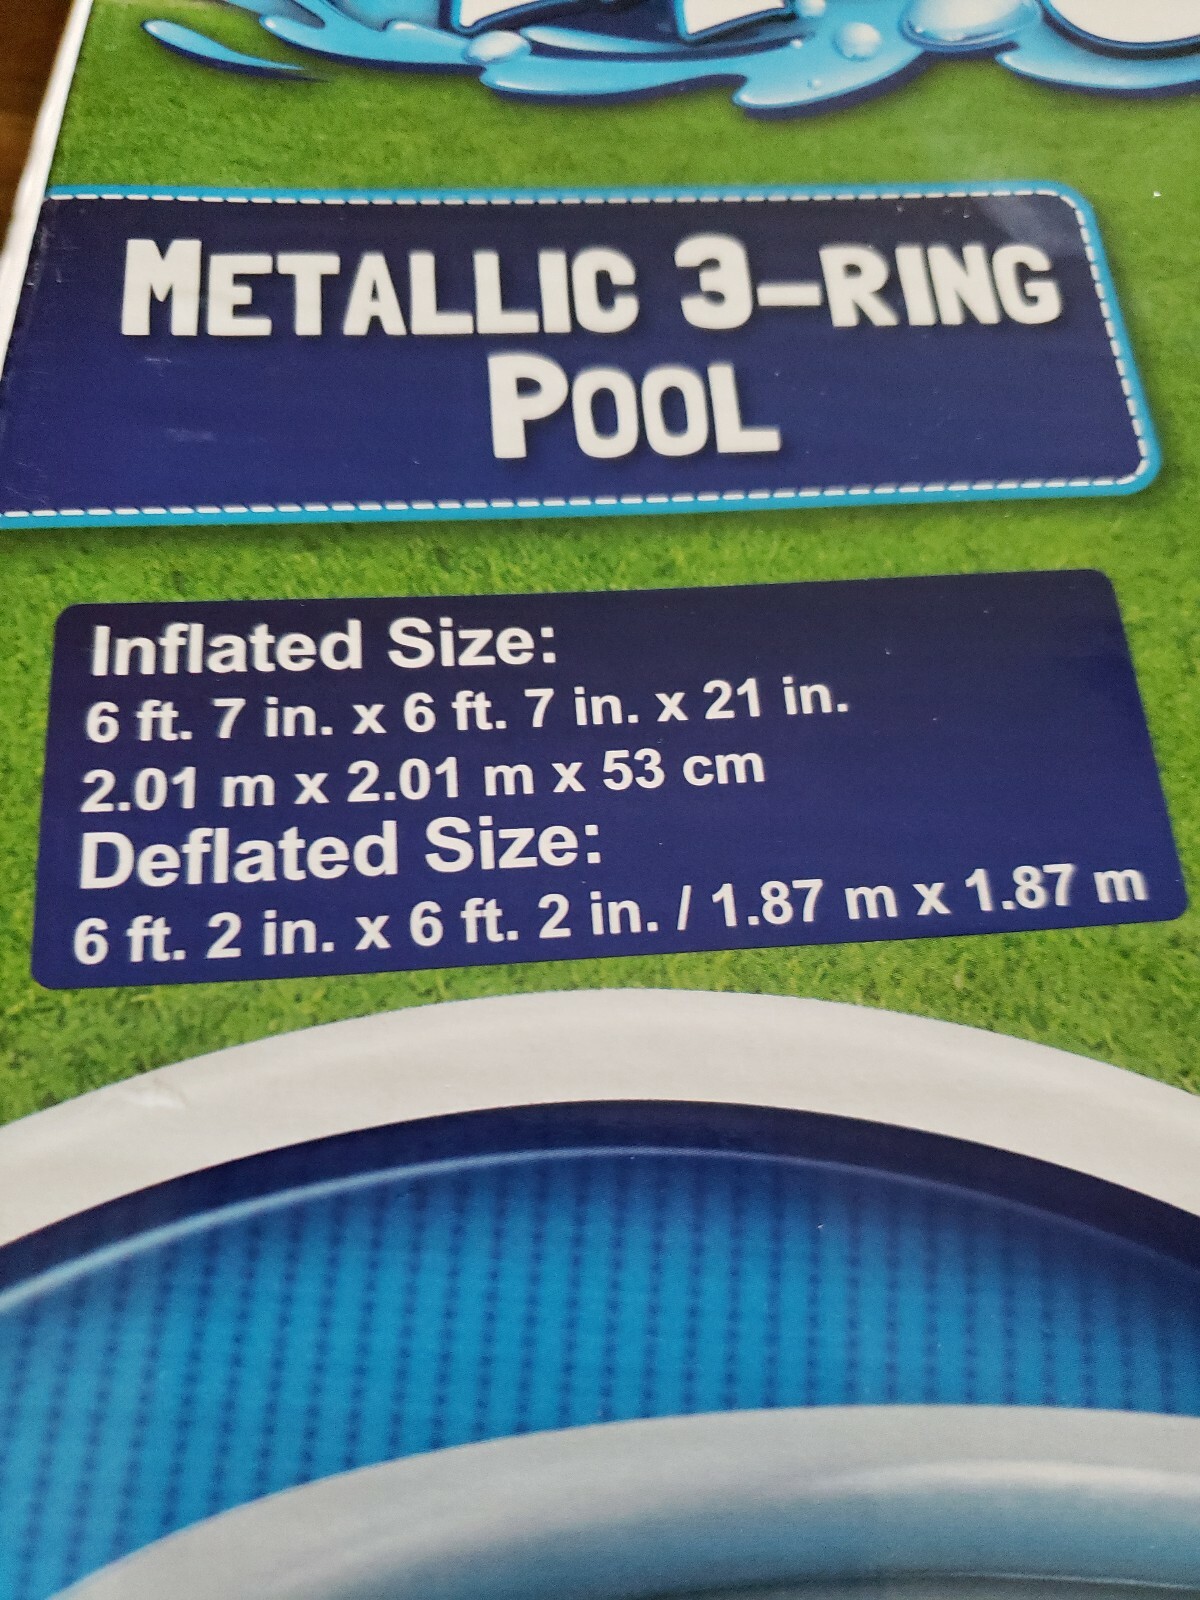 METALLIC 3-RING
POOL
Inflated Size:
6 ft. 7 in. x 6 ft. 7 in. x 21 in.
2.01 m x 2.01 m x 53 cm
Deflated Size:
6 ft. 2 in. x 6 ft. 2 in. / 1.87 m x 1.87 m